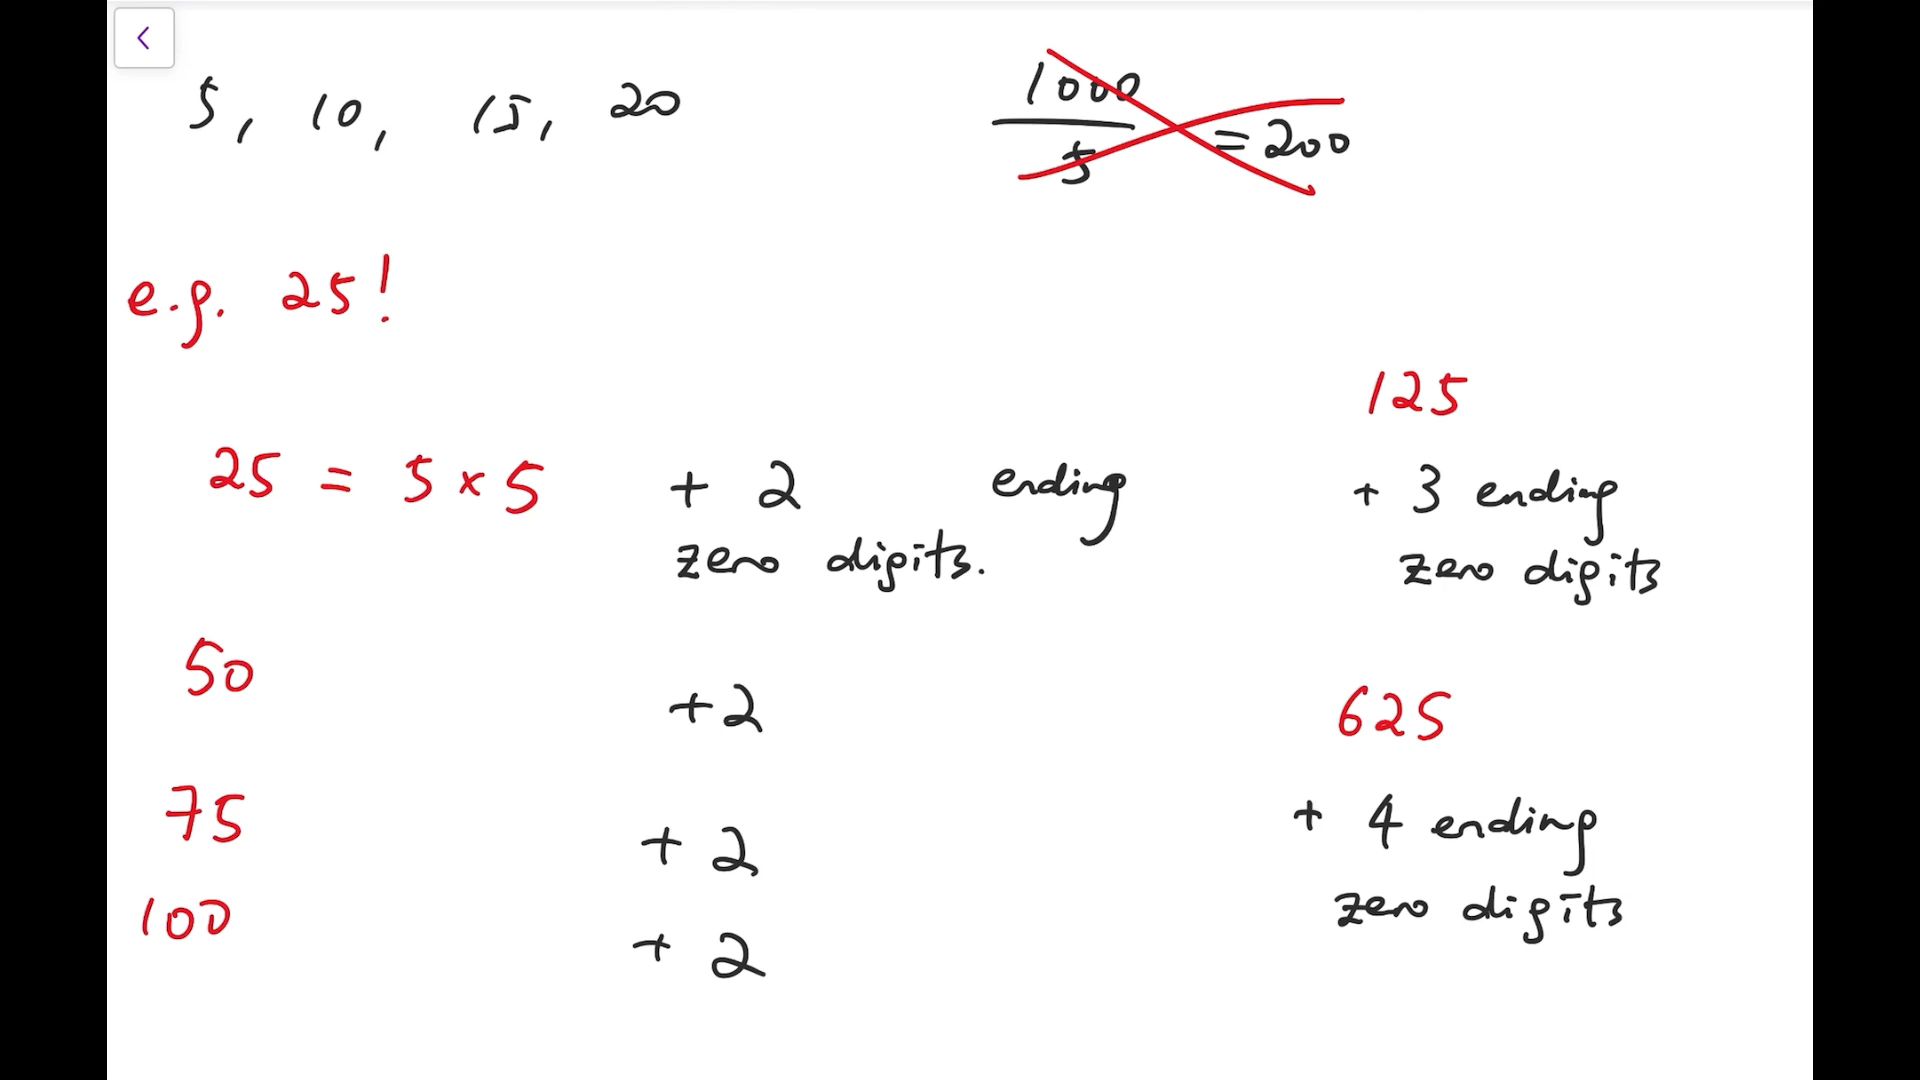 5, 10, 15, 20
1000
5
= 200
e.g. 25!
25 = 5 × 5
+ 2 ending
zero digits.
125
+ 3 ending
zero digits
50
+2
75
+ 2
100
+ 2
625
+ 4 ending
zero digits